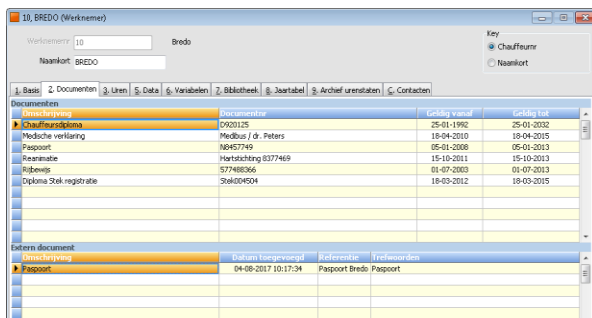 10, BREDO (Werknemer)
Werknemernr 10 Bredo
Naamkort BREDO
Key
Chauffeurnr
Naamkort
1. Basis 2. Documenten 3. Uren 5. Data 6. Variabelen 7. Bibliotheek 8. Jaartabel 9. Archief urenstaten C. Contacten
Documenten
Omschrijving Documentnr Geldig vanaf Geldig tot
Chauffeursdiploma D920125 25-01-1992 25-01-2032
Medische verklaring Medibus / dr. Peters 18-04-2010 18-04-2015
Paspoort N8457749 05-01-2008 05-01-2013
Reanimatie Hartstichting 8377469 15-10-2011 15-10-2013
Rijbewijs 577488366 01-07-2003 01-07-2013
Diploma Stek registratie Stek004504 18-03-2012 18-03-2015
Extern document
Omschrijving Datum toegevoegd Referentie Trefwoorden
Paspoort 04-08-2017 10:17:34 Paspoort Bredo Paspoort